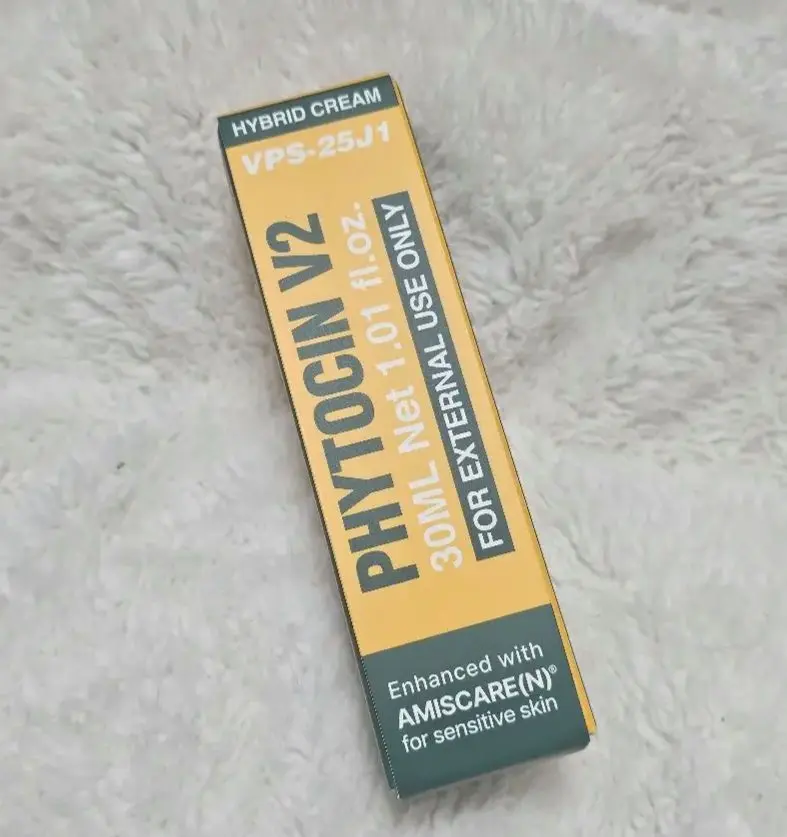 HYBRID CREAM
VPS-25J1
PHYTOCIN V2
30ML Net 1.01 fl.oz.
FOR EXTERNAL USE ONLY
Enhanced with
AMISCARE(N)®
for sensitive skin